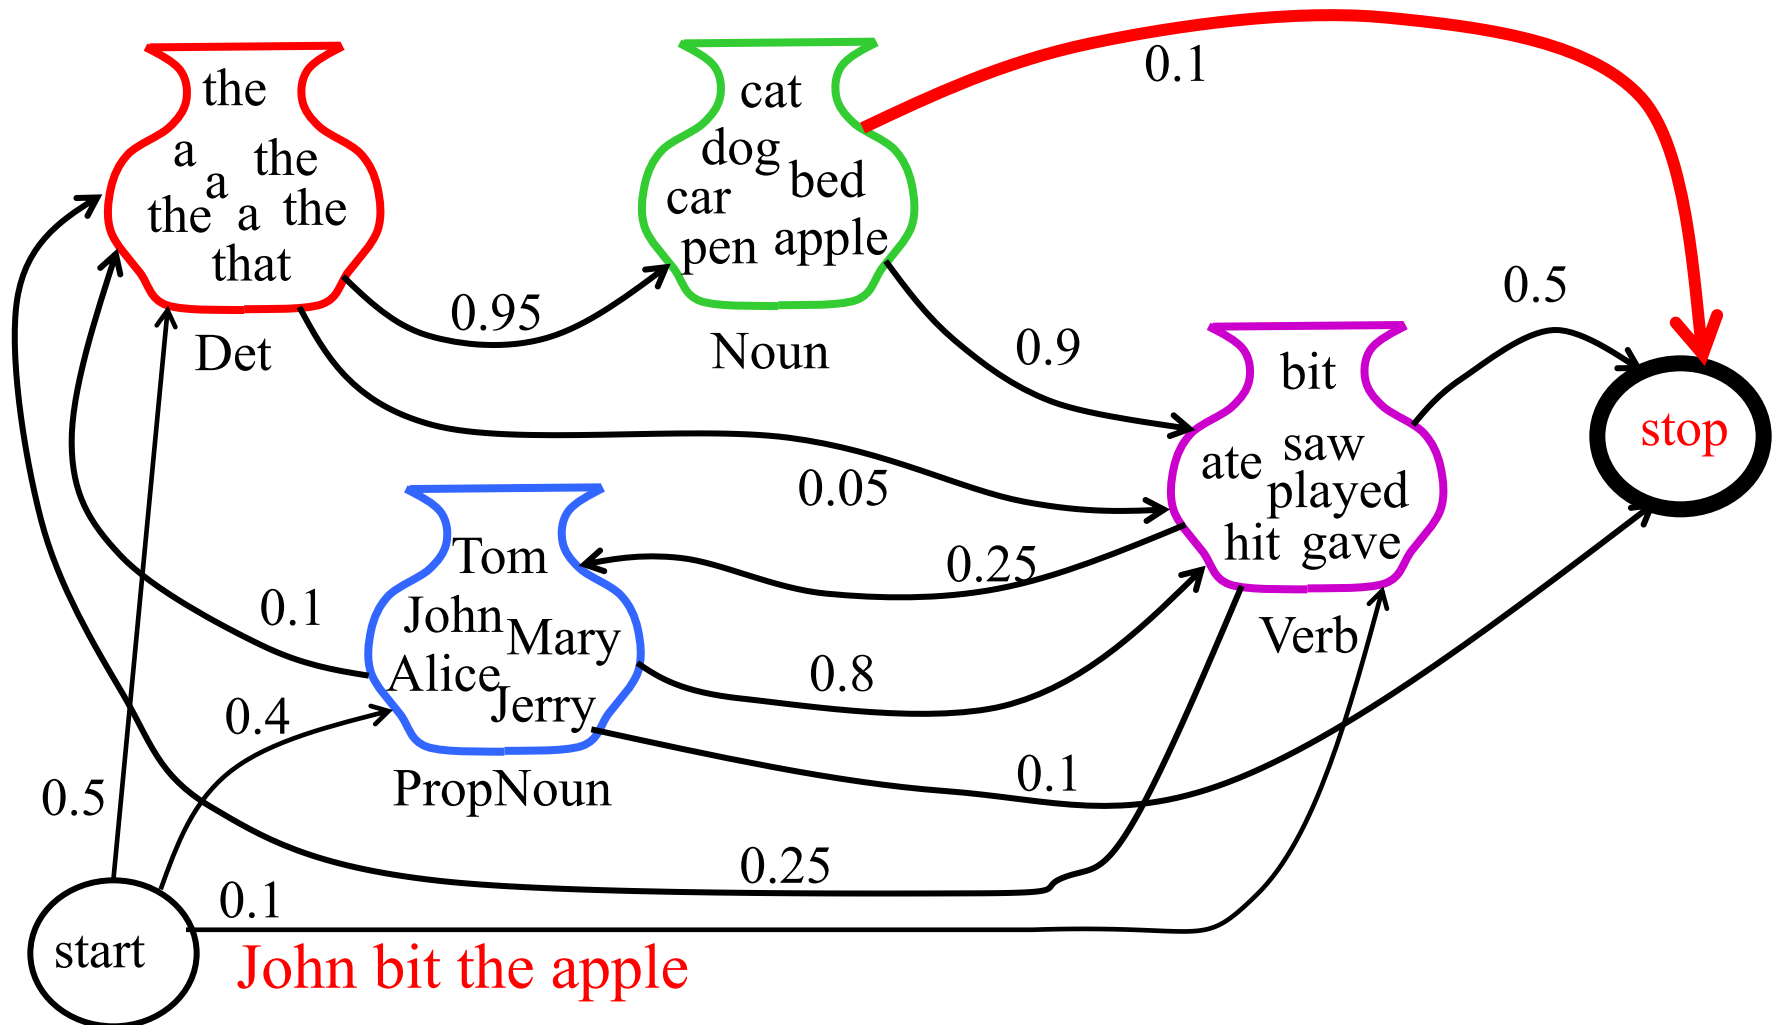 the
a the
a
the a the
that
Det
cat
dog
bed
car
pen apple
Noun
bit
saw
ate
played
hit gave
Verb
Tom
John
Mary
Alice
Jerry
PropNoun
start
stop
0.1
0.95
0.9
0.5
0.05
0.25
0.1
0.8
0.4
0.1
0.5
0.25
0.1
John bit the apple